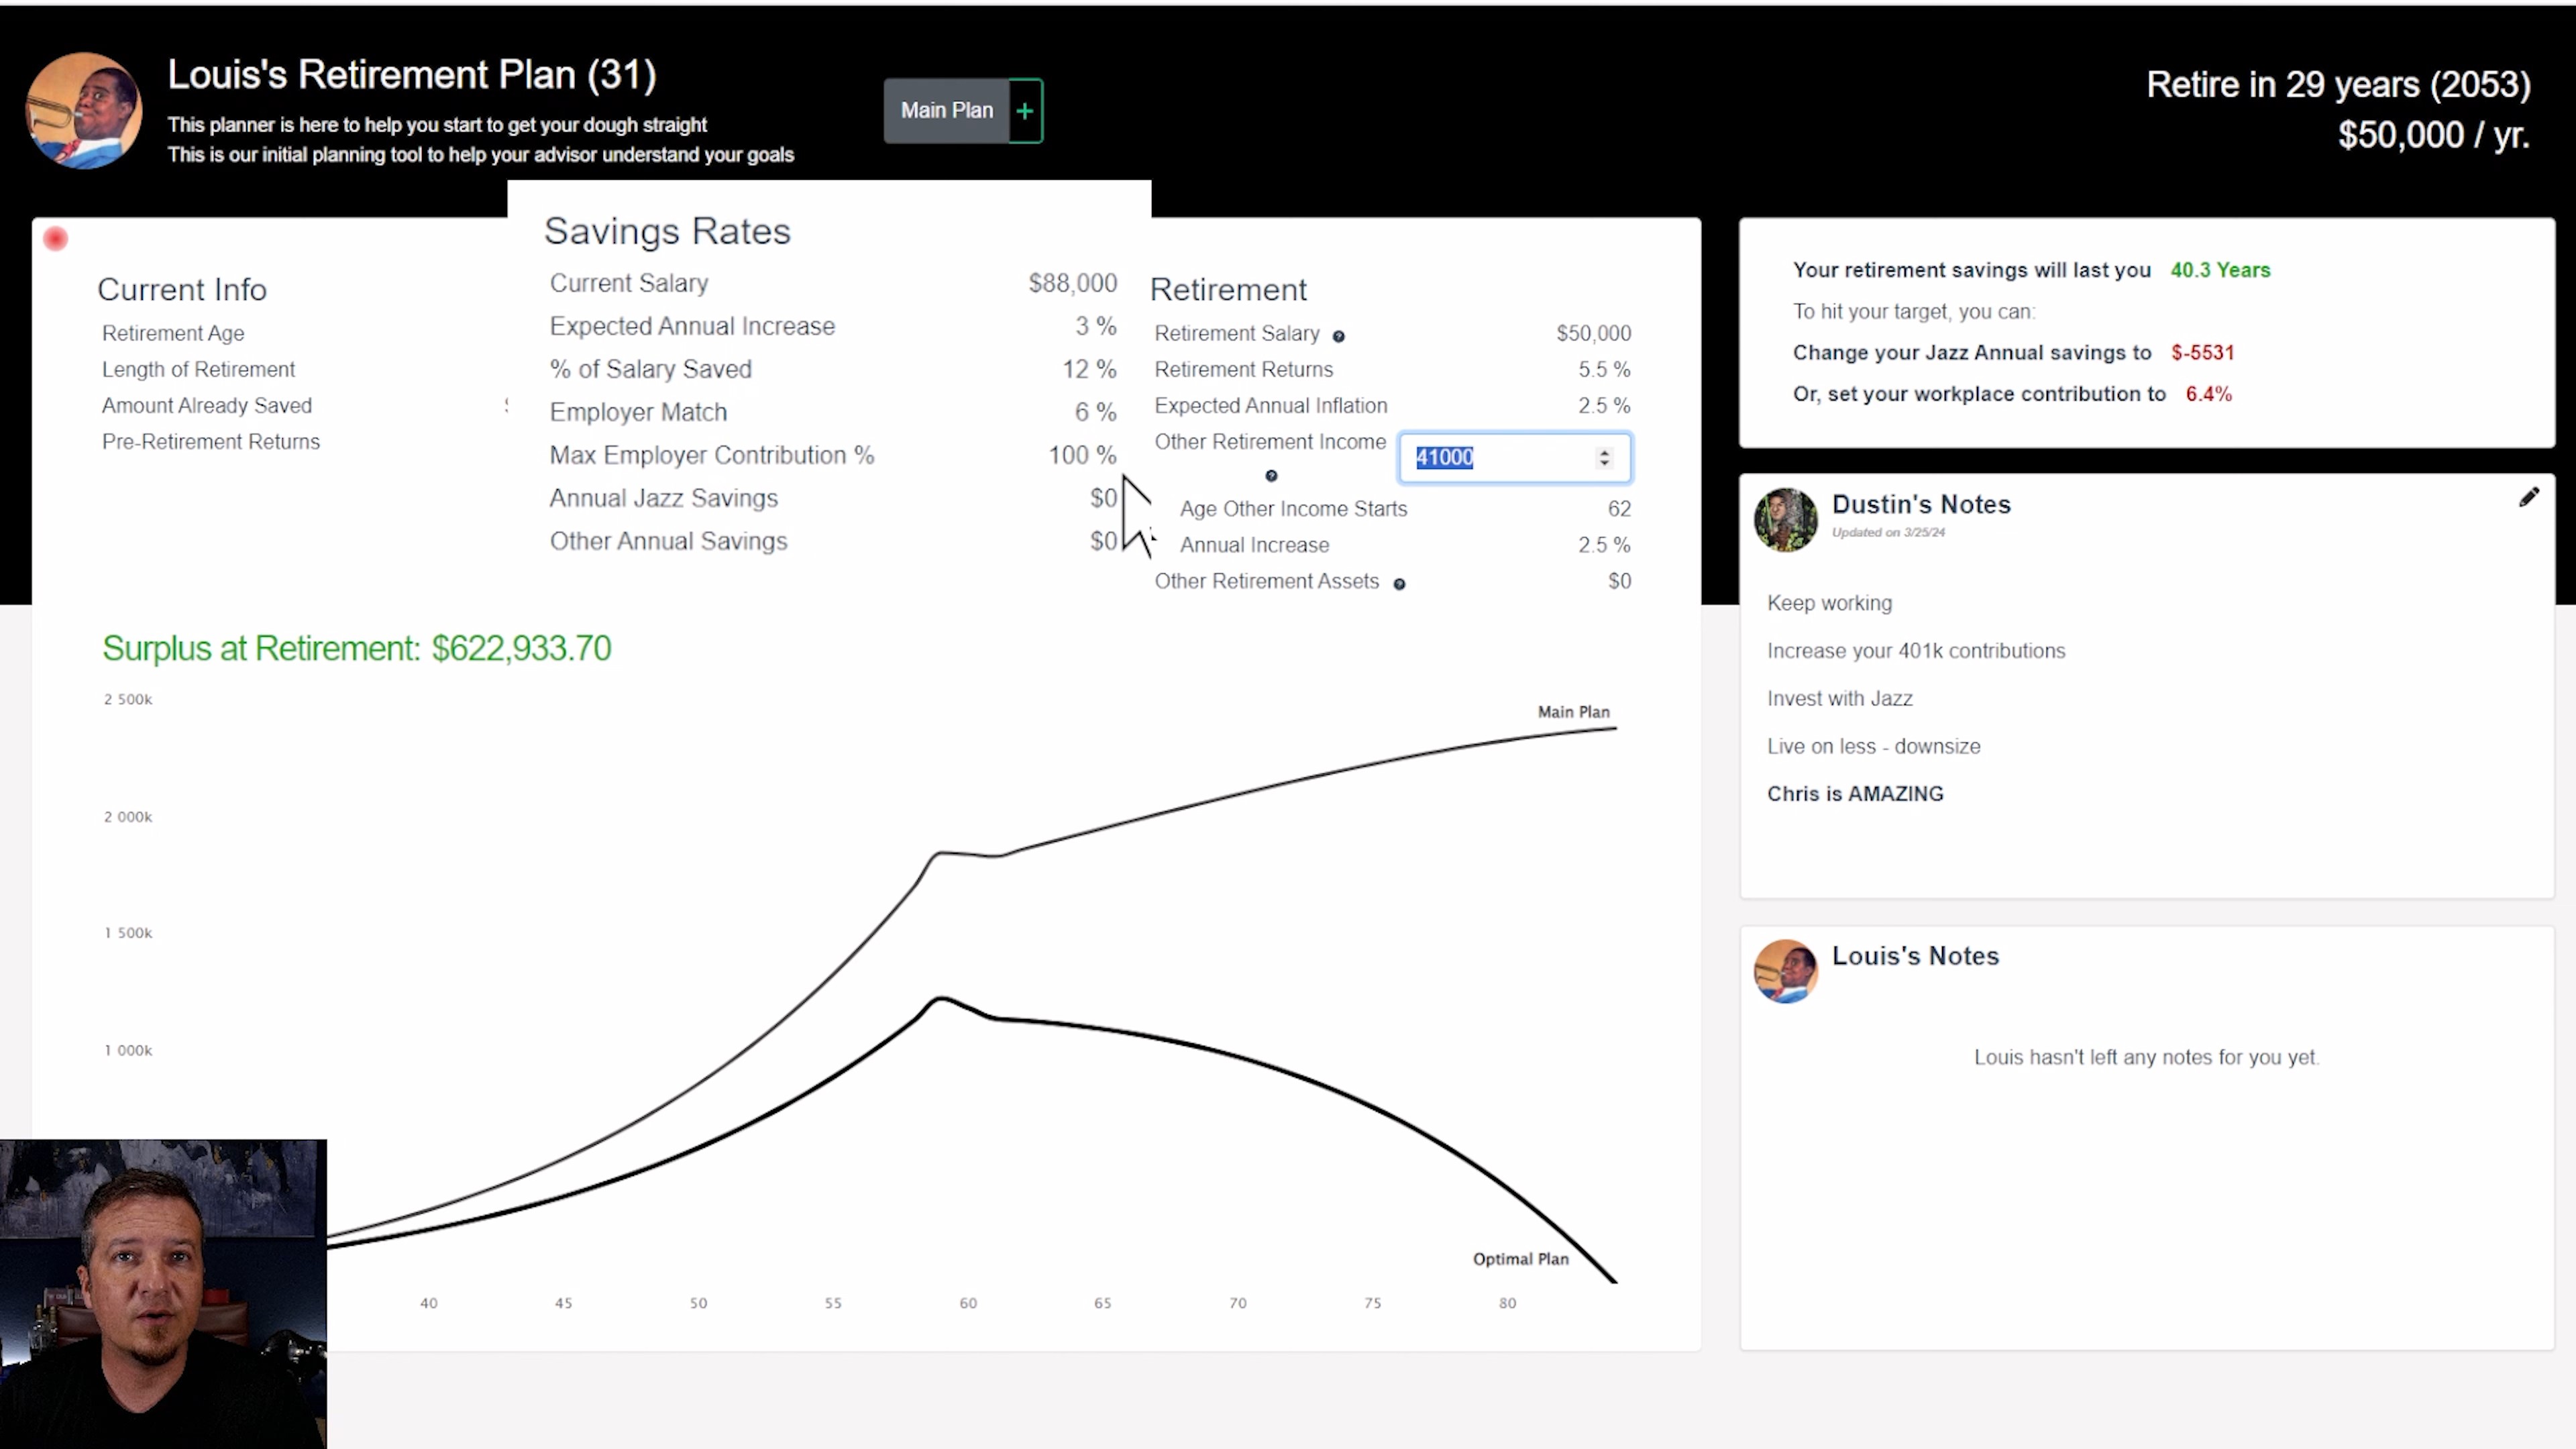 Louis's Retirement Plan (31)
This planner is here to help you start to get your dough straight
This is our initial planning tool to help your advisor understand your goals
Main Plan +
Retire in 29 years (2053)
$50,000 / yr.
Current Info
Retirement Age
Length of Retirement
Amount Already Saved
Pre-Retirement Returns
Savings Rates
Current Salary $88,000
Expected Annual Increase 3 %
% of Salary Saved 12 %
Employer Match 6 %
Max Employer Contribution % 100 %
Annual Jazz Savings $0
Other Annual Savings $0
Retirement
Retirement Salary ? $50,000
Retirement Returns 5.5 %
Expected Annual Inflation 2.5 %
Other Retirement Income ? 41000
Age Other Income Starts 62
Annual Increase 2.5 %
Other Retirement Assets ? $0
Your retirement savings will last you 40.3 Years
To hit your target, you can:
Change your Jazz Annual savings to $-5531
Or, set your workplace contribution to 6.4%
Dustin's Notes
Updated on 3/25/24
Keep working
Increase your 401k contributions
Invest with Jazz
Live on less - downsize
Chris is AMAZING
Louis's Notes
Louis hasn't left any notes for you yet.
Surplus at Retirement: $622,933.70
2 500k
2 000k
1 500k
1 000k
Main Plan
Optimal Plan
40 45 50 55 60 65 70 75 80